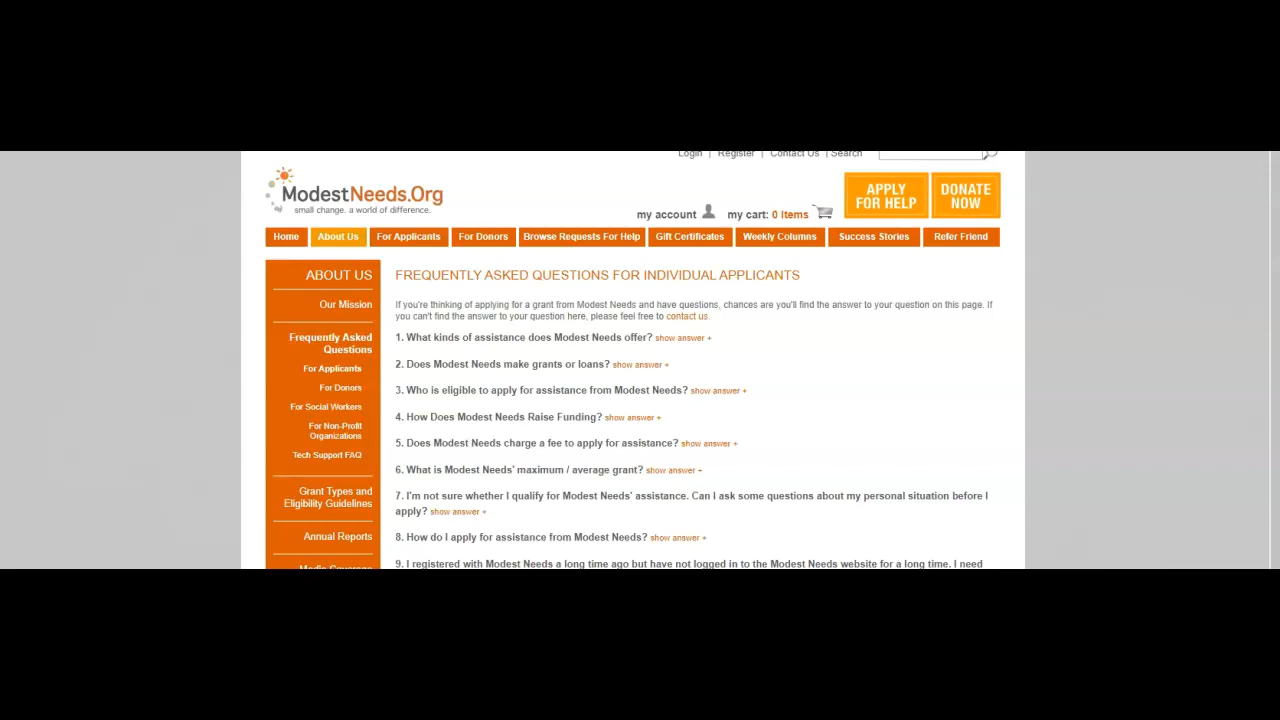 Login | Register | Contact Us | Search
ModestNeeds.Org
small change. a world of difference.
my account
my cart: 0 Items
APPLY
FOR HELP
DONATE
NOW
Home
About Us
For Applicants
For Donors
Browse Requests For Help
Gift Certificates
Weekly Columns
Success Stories
Refer Friend
ABOUT US
Our Mission
Frequently Asked
Questions
For Applicants
For Donors
For Social Workers
For Non-Profit
Organizations
Tech Support FAQ
Grant Types and
Eligibility Guidelines
Annual Reports
Media Coverage
FREQUENTLY ASKED QUESTIONS FOR INDIVIDUAL APPLICANTS
If you're thinking of applying for a grant from Modest Needs and have questions, chances are you'll find the answer to your question on this page. If
you can't find the answer to your question here, please feel free to contact us.
1. What kinds of assistance does Modest Needs offer? show answer +
2. Does Modest Needs make grants or loans? show answer +
3. Who is eligible to apply for assistance from Modest Needs? show answer +
4. How Does Modest Needs Raise Funding? show answer +
5. Does Modest Needs charge a fee to apply for assistance? show answer +
6. What is Modest Needs' maximum / average grant? show answer +
7. I'm not sure whether I qualify for Modest Needs' assistance. Can I ask some questions about my personal situation before I
apply? show answer +
8. How do I apply for assistance from Modest Needs? show answer +
9. I registered with Modest Needs a long time ago but have not logged in to the Modest Needs website for a long time. I need